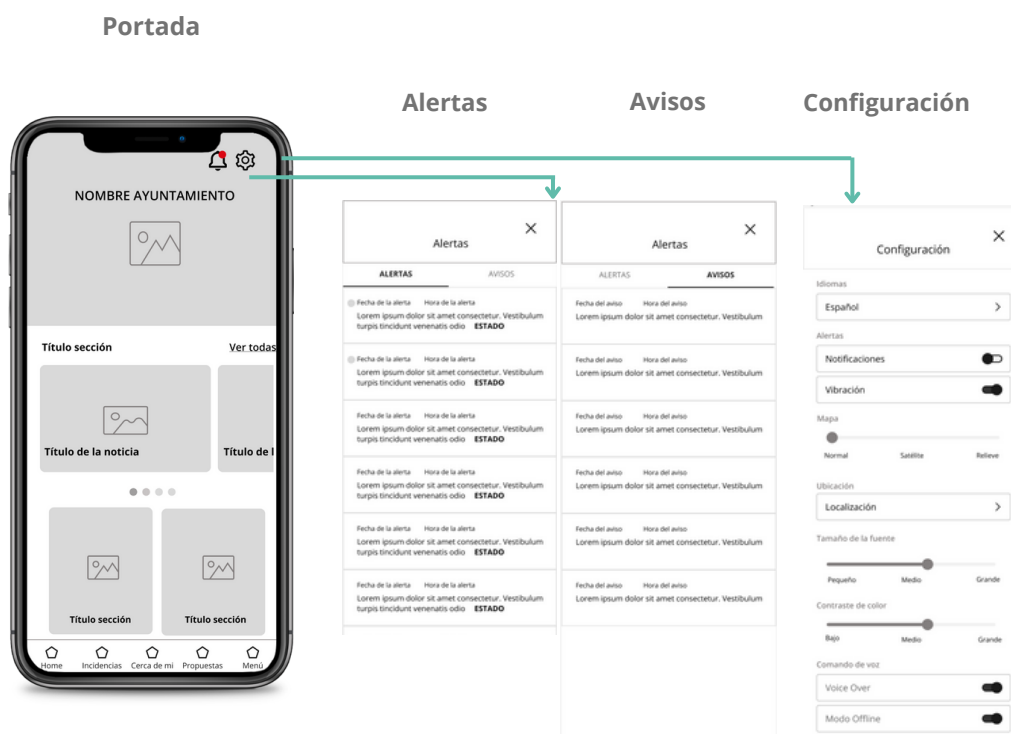 Portada
Alertas
Avisos
Configuración
NOMBRE AYUNTAMIENTO
Título sección
Ver todas
Título de la noticia
Título de l
Título sección
Título sección
Home
Incidencias
Cerca de mi
Propuestas
Menú
Alertas
ALERTAS
AVISOS
Fecha de la alerta Hora de la alerta
Lorem ipsum dolor sit amet consectetur. Vestibulum
turpis tincidunt venenatis odio ESTADO
Fecha de la alerta Hora de la alerta
Lorem ipsum dolor sit amet consectetur. Vestibulum
turpis tincidunt venenatis odio ESTADO
Fecha de la alerta Hora de la alerta
Lorem ipsum dolor sit amet consectetur. Vestibulum
turpis tincidunt venenatis odio ESTADO
Fecha de la alerta Hora de la alerta
Lorem ipsum dolor sit amet consectetur. Vestibulum
turpis tincidunt venenatis odio ESTADO
Fecha de la alerta Hora de la alerta
Lorem ipsum dolor sit amet consectetur. Vestibulum
turpis tincidunt venenatis odio ESTADO
Fecha de la alerta Hora de la alerta
Lorem ipsum dolor sit amet consectetur. Vestibulum
turpis tincidunt venenatis odio ESTADO
Alertas
ALERTAS
AVISOS
Fecha del aviso Hora del aviso
Lorem ipsum dolor sit amet consectetur. Vestibulum
Fecha del aviso Hora del aviso
Lorem ipsum dolor sit amet consectetur. Vestibulum
Fecha del aviso Hora del aviso
Lorem ipsum dolor sit amet consectetur. Vestibulum
Fecha del aviso Hora del aviso
Lorem ipsum dolor sit amet consectetur. Vestibulum
Fecha del aviso Hora del aviso
Lorem ipsum dolor sit amet consectetur. Vestibulum
Fecha del aviso Hora del aviso
Lorem ipsum dolor sit amet consectetur. Vestibulum
Configuración
Idiomas
Español
Alertas
Notificaciones
Vibración
Mapa
Normal
Satélite
Relieve
Ubicación
Localización
Tamaño de la fuente
Pequeño
Medio
Grande
Contraste de color
Bajo
Medio
Grande
Comando de voz
Voice Over
Modo Offline